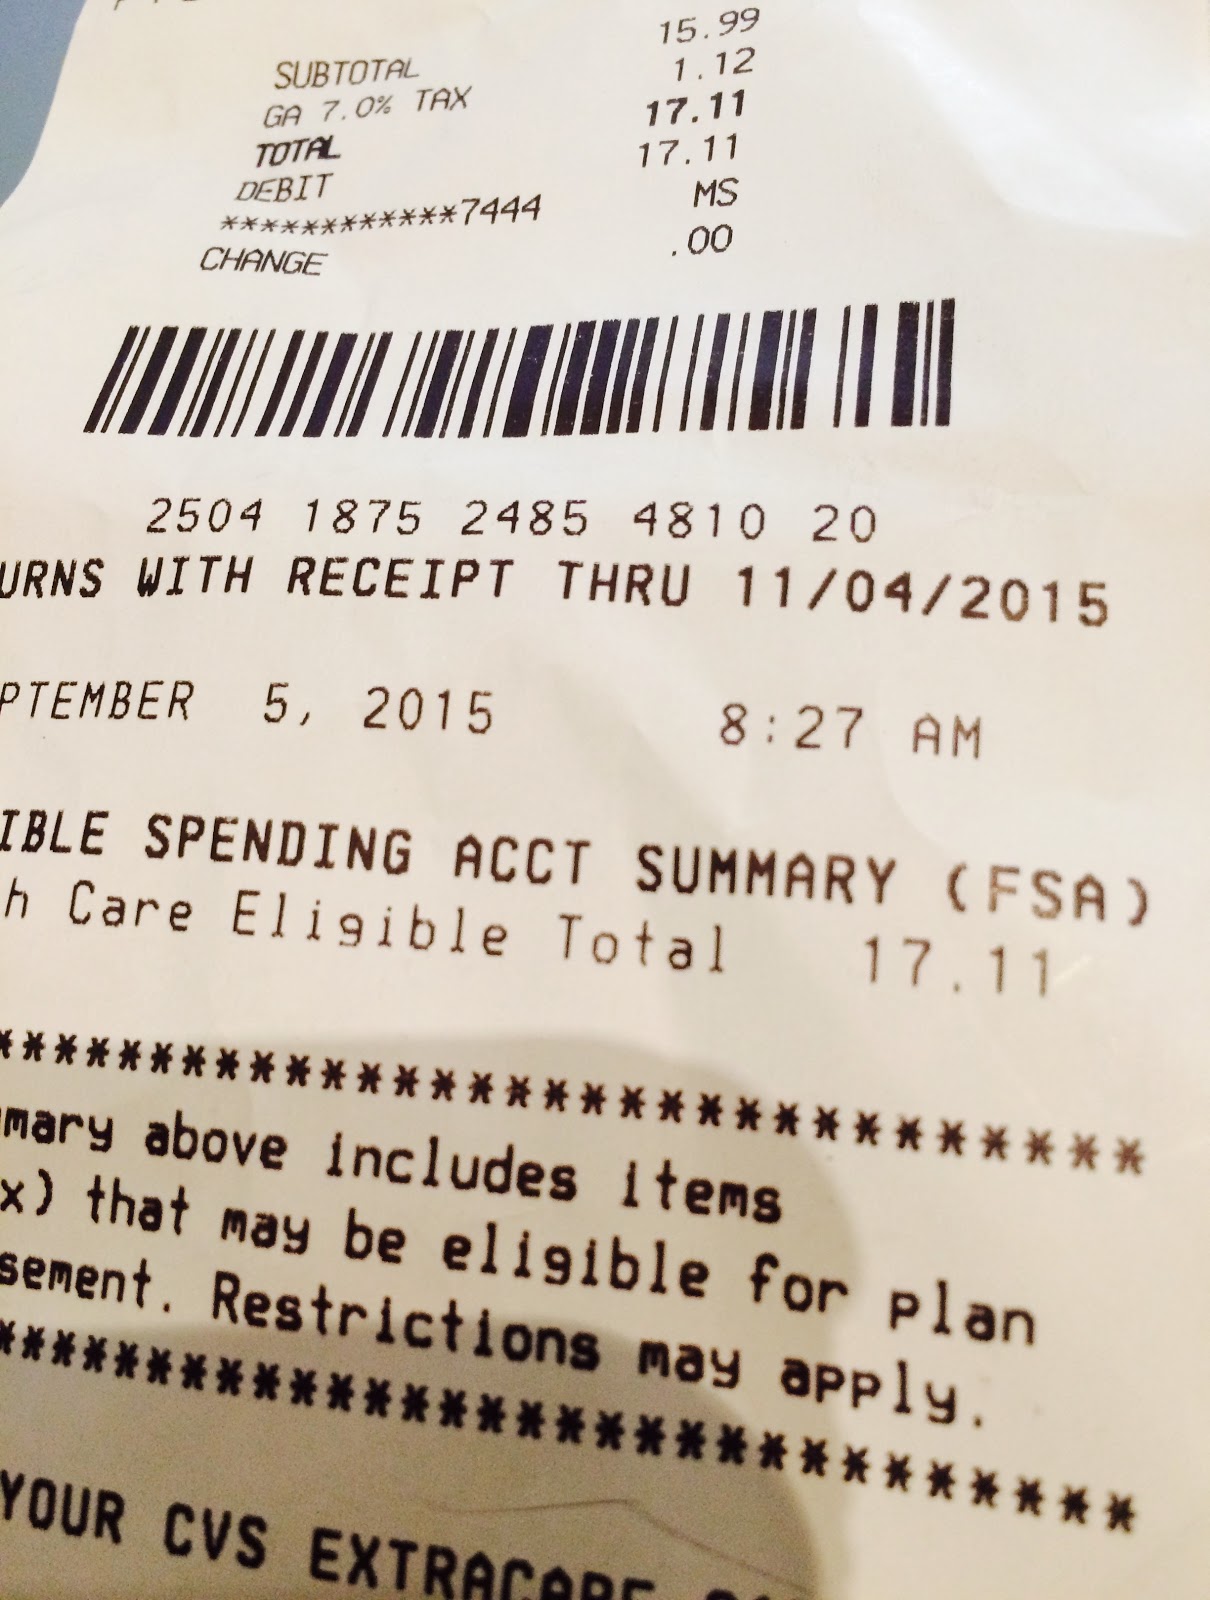 SUBTOTAL 15.99
GA 7.0% TAX 1.12
TOTAL 17.11
DEBIT 17.11
************7444 MS
CHANGE .00
2504 1875 2485 4810 20
URNS WITH RECEIPT THRU 11/04/2015
PTEMBER 5, 2015 8:27 AM
IBLE SPENDING ACCT SUMMARY (FSA)
h Care Eligible Total 17.11
******************************
mary above includes items
x) that may be eligible for plan
sement. Restrictions may apply.
******************************
YOUR CVS EXTRACARE